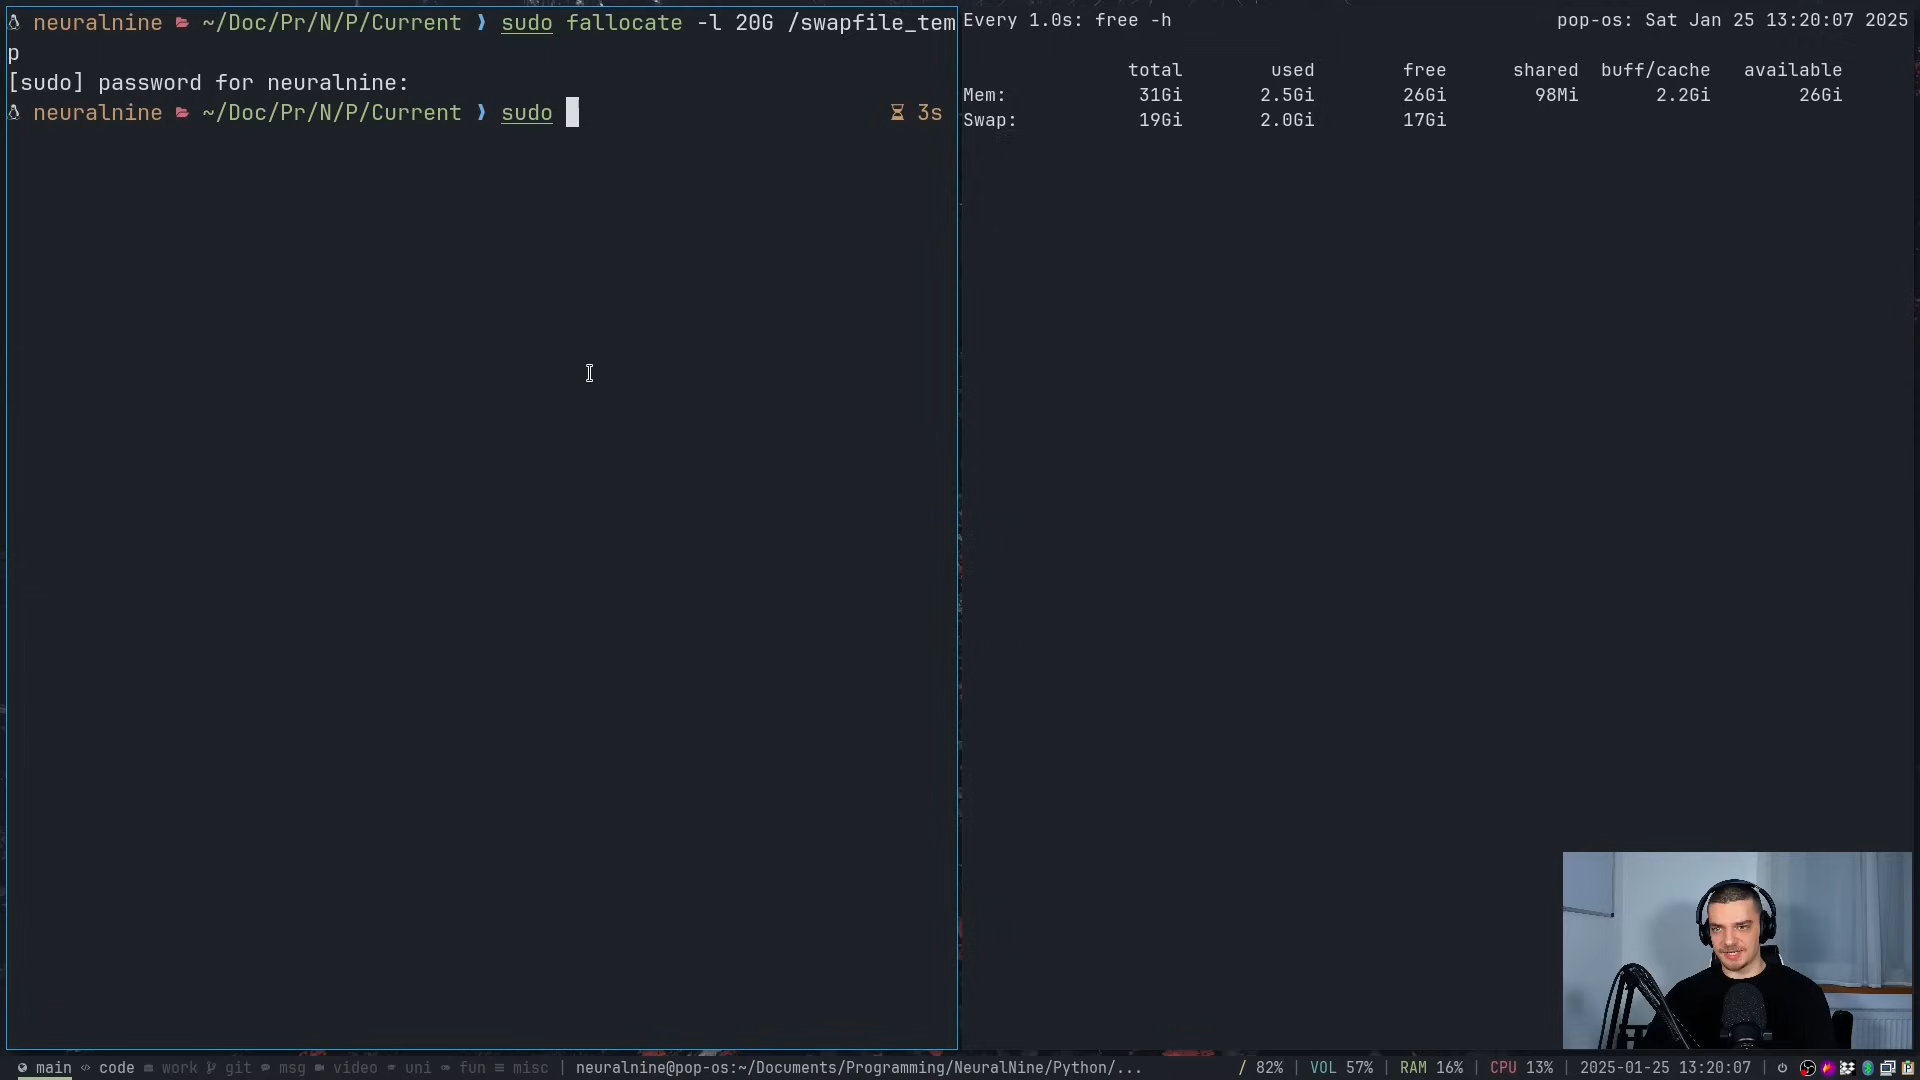 neuralnine ~/Doc/Pr/N/P/Current ❯ sudo fallocate -l 20G /swapfile_tem
p
[sudo] password for neuralnine:
neuralnine ~/Doc/Pr/N/P/Current ❯ sudo 3s
Every 1.0s: free -h pop-os: Sat Jan 25 13:20:07 2025
total used free shared buff/cache available
Mem: 31Gi 2.5Gi 26Gi 98Mi 2.2Gi 26Gi
Swap: 19Gi 2.0Gi 17Gi
main code work git msg video uni fun misc | neuralnine@pop-os:~/Documents/Programming/NeuralNine/Python/... / 82% | VOL 57% | RAM 16% | CPU 13% | 2025-01-25 13:20:07 |